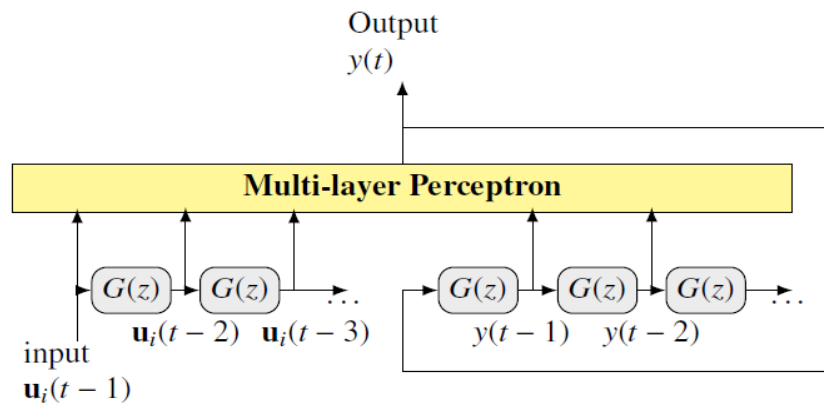 Output
y(t)
Multi-layer Perceptron
G(z) G(z) ... G(z) G(z) G(z) ...
u_i(t − 2) u_i(t − 3) y(t − 1) y(t − 2)
input
u_i(t − 1)